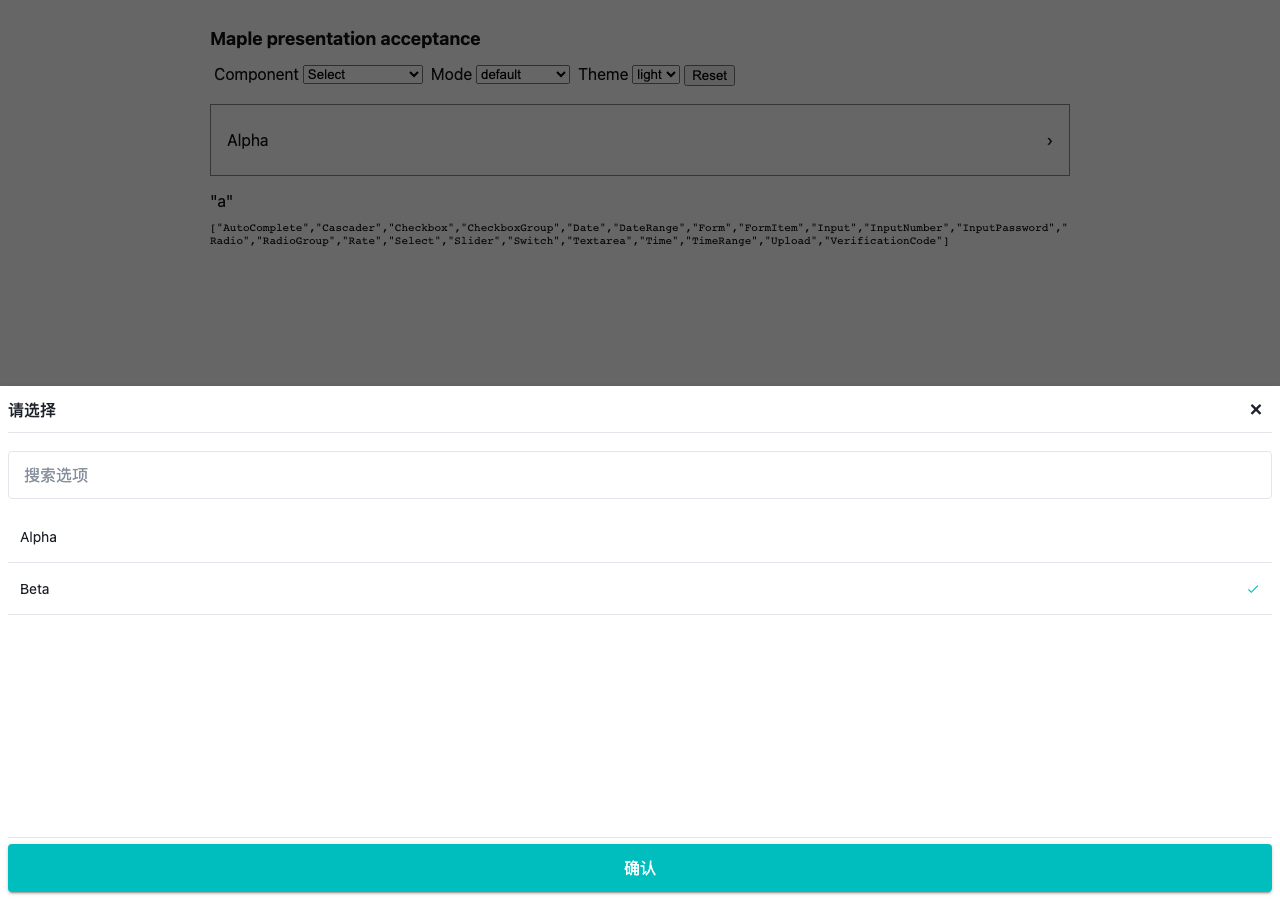 Maple presentation acceptance
Component Select Mode default Theme light Reset
Alpha ›
"a"
["AutoComplete","Cascader","Checkbox","CheckboxGroup","Date","DateRange","Form","FormItem","Input","InputNumber","InputPassword","
Radio","RadioGroup","Rate","Select","Slider","Switch","Textarea","Time","TimeRange","Upload","VerificationCode"]
请选择
搜索选项
Alpha
Beta
确认